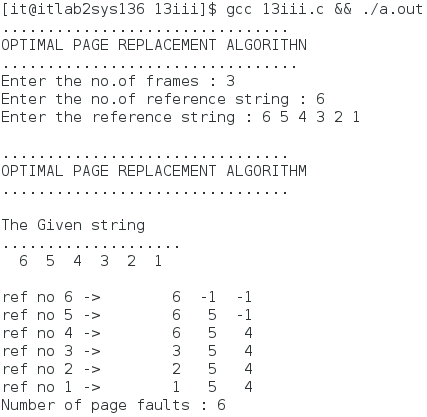 [it@itlab2sys136 13iii]$ gcc 13iii.c && ./a.out
...............................
OPTIMAL PAGE REPLACEMENT ALGORITHN
................................
Enter the no.of frames : 3
Enter the no.of reference string : 6
Enter the reference string : 6 5 4 3 2 1
...............................
OPTIMAL PAGE REPLACEMENT ALGORITHM
...............................
The Given string
....................
6 5 4 3 2 1
ref no 6 -> 6 -1 -1
ref no 5 -> 6 5 -1
ref no 4 -> 6 5 4
ref no 3 -> 3 5 4
ref no 2 -> 2 5 4
ref no 1 -> 1 5 4
Number of page faults : 6